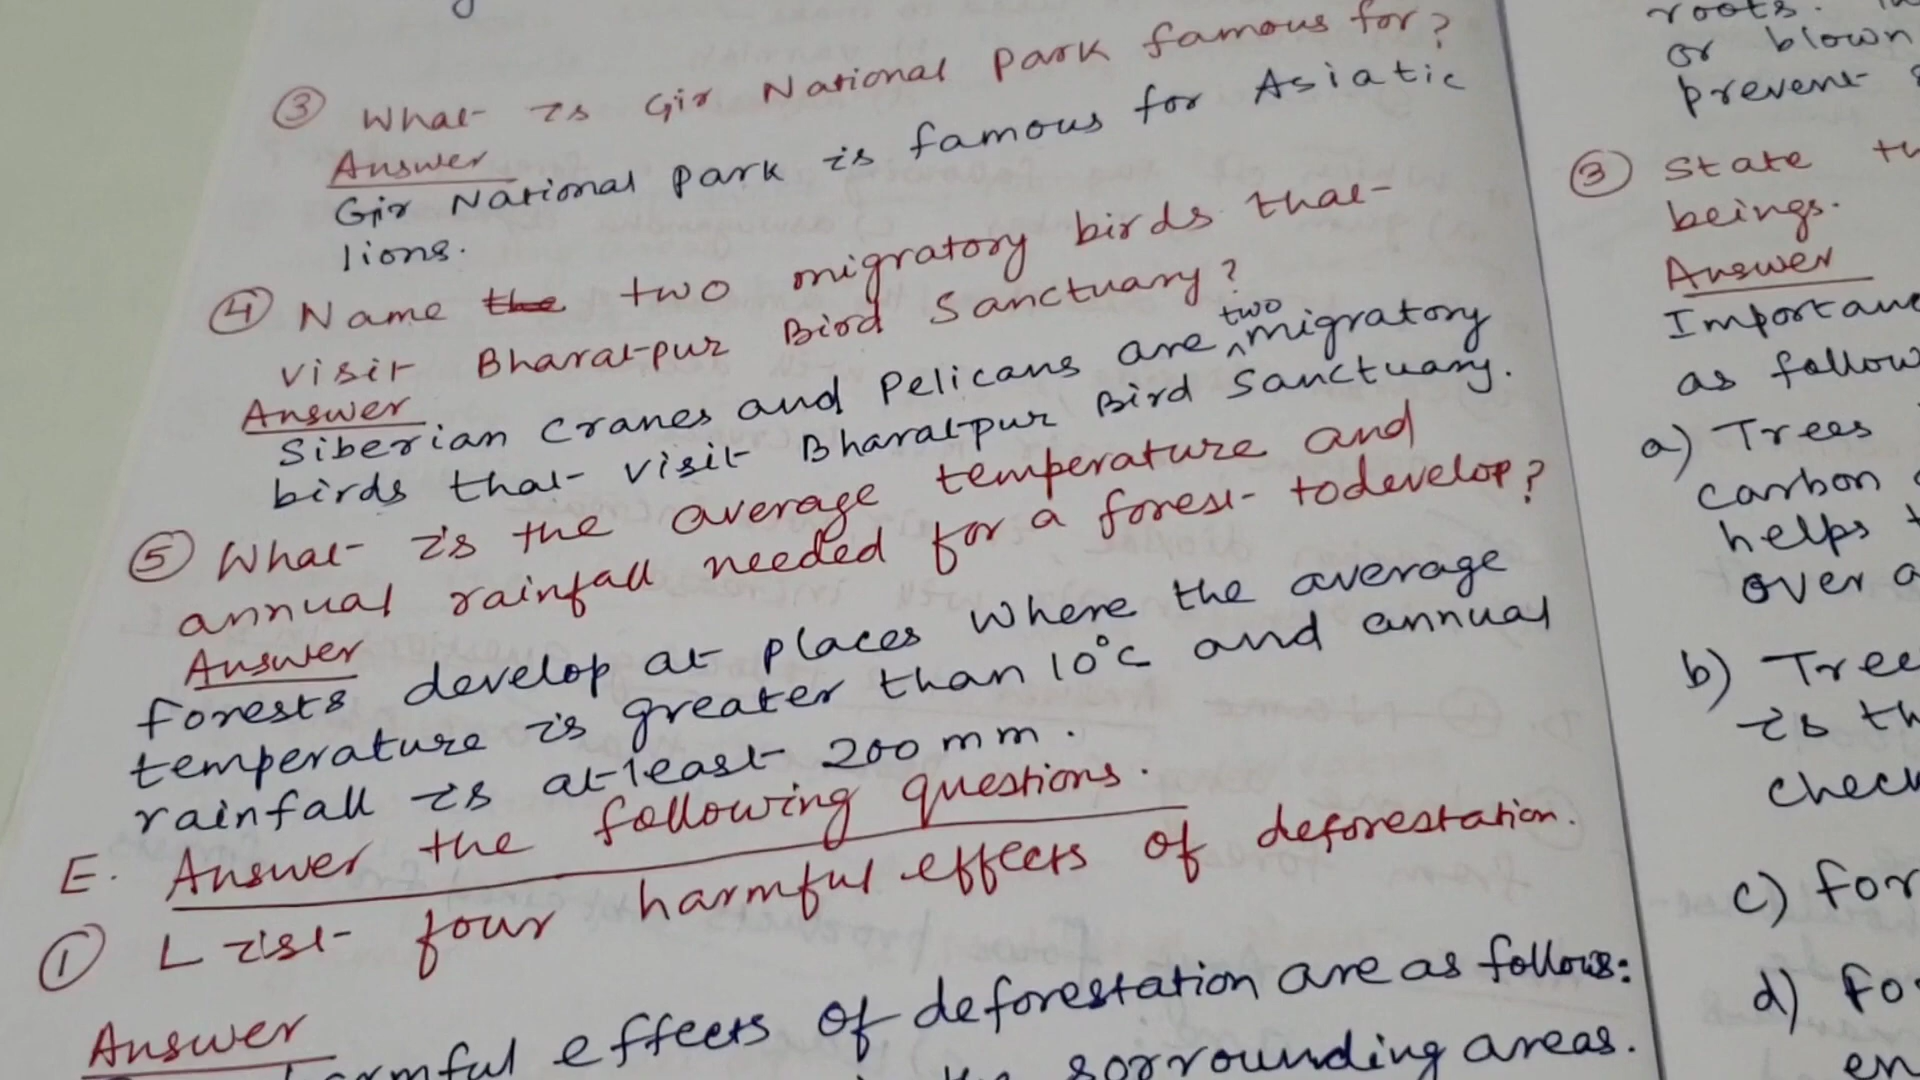 ③ What is Gir National Park famous for?
Answer
Gir National park is famous for Asiatic
lions.
④ Name the two migratory birds that
visit Bharatpur Bird Sanctuary?
Answer
Siberian cranes and Pelicans are two migratory
birds that visit Bharatpur Bird Sanctuary.
⑤ What is the average temperature and
annual rainfall needed for a forest to develop?
Answer
Forests develop at places where the average
temperature is greater than 10°C and annual
rainfall is atleast 200 mm.
E. Answer the following questions.
① List four harmful effects of deforestation.
Answer
effects of deforestation are as follows:
sorrounding areas.
roots.
or blown
prevent
③ State
beings.
Answer
as follow
a) Trees
carbon
helps
over a
b) Tree
is th
check
c) For
d) Fo
en